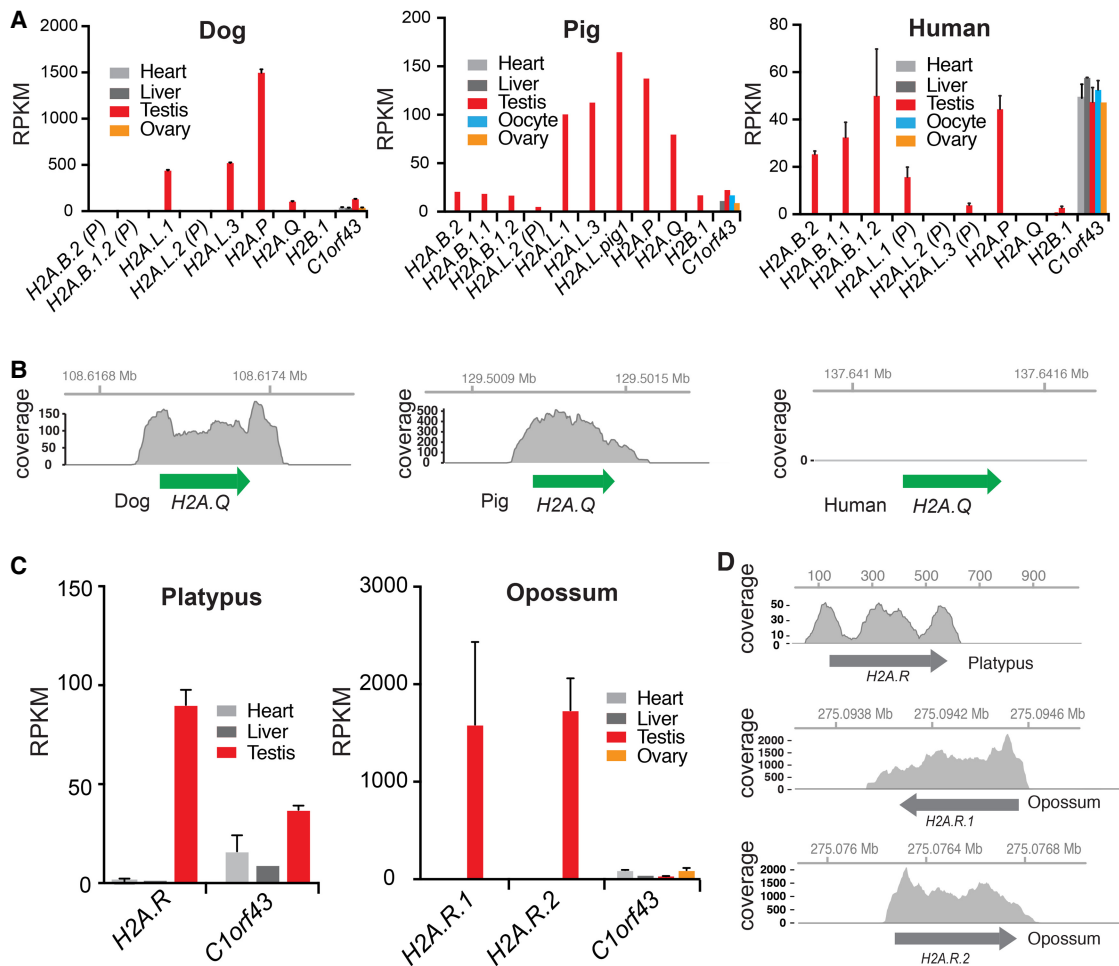 A
Dog
RPKM
2000
1500
1000
500
0
Heart
Liver
Testis
Ovary
H2A.B.2 (P)
H2A.B.1.2 (P)
H2A.L.1
H2A.L.2 (P)
H2A.L.3
H2A.P
H2A.Q
H2B.1
C1orf43
Pig
RPKM
200
150
100
50
0
Heart
Liver
Testis
Oocyte
Ovary
H2A.B.2
H2A.B.1.1
H2A.B.1.2
H2A.L.2 (P)
H2A.L.1
H2A.L.3
H2A.L.pig1
H2A.P
H2A.Q
H2B.1
C1orf43
Human
RPKM
80
60
40
20
0
Heart
Liver
Testis
Oocyte
Ovary
H2A.B.2
H2A.B.1.1
H2A.B.1.2
H2A.L.1 (P)
H2A.L.2 (P)
H2A.L.3 (P)
H2A.P
H2A.Q
H2B.1
C1orf43
B
108.6168 Mb 108.6174 Mb
coverage
150
100
50
0
Dog H2A.Q
129.5009 Mb 129.5015 Mb
coverage
500
400
300
200
100
0
Pig H2A.Q
137.641 Mb 137.6416 Mb
coverage
0
Human H2A.Q
C
Platypus
RPKM
150
100
50
0
Heart
Liver
Testis
H2A.R
C1orf43
Opossum
RPKM
3000
2000
1000
0
Heart
Liver
Testis
Ovary
H2A.R.1
H2A.R.2
C1orf43
D
100 300 500 700 900
coverage
50
30
10
0
H2A.R
Platypus
275.0938 Mb 275.0942 Mb 275.0946 Mb
coverage
2000
1500
1000
500
0
H2A.R.1
Opossum
275.076 Mb 275.0764 Mb 275.0768 Mb
coverage
2000
1500
1000
500
0
H2A.R.2
Opossum